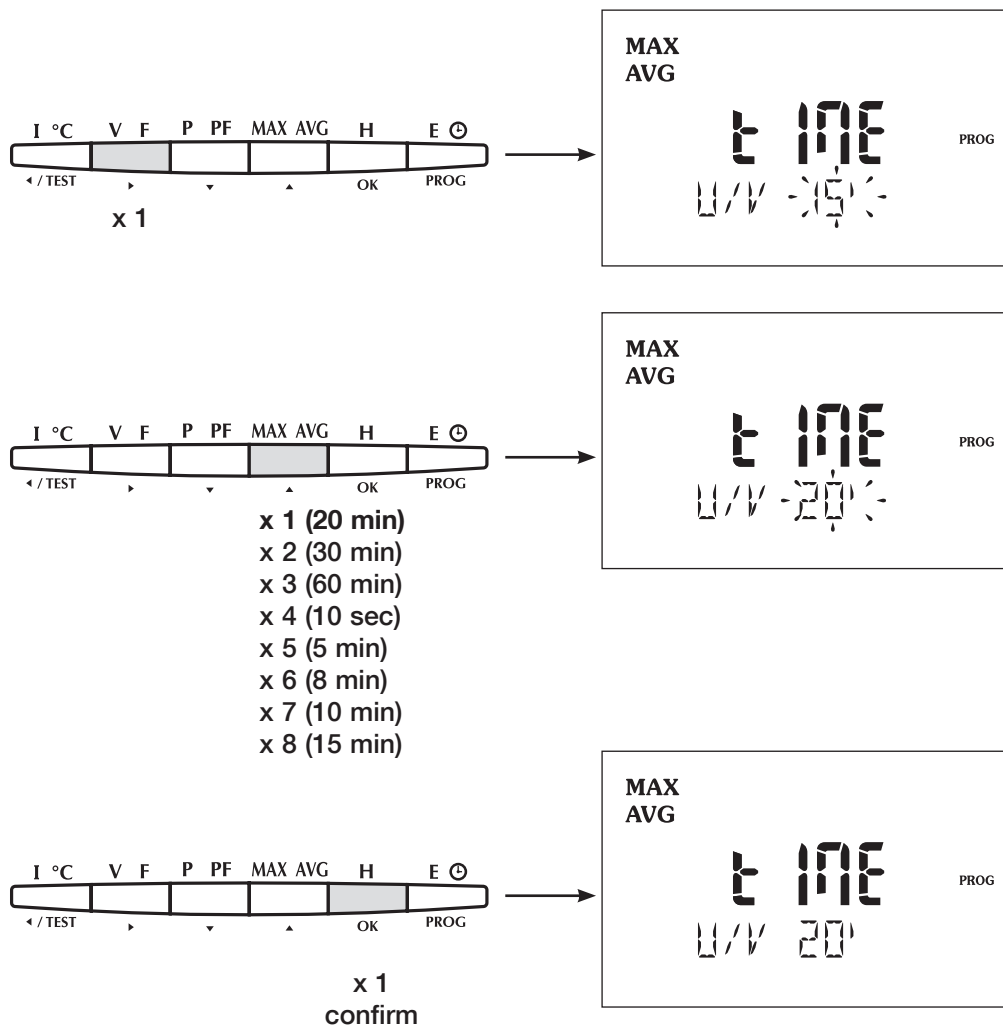 MAX
AVG
t IME
PROG
U/V 15'
I °C V F P PF MAX AVG H E
/ TEST OK PROG
x 1
MAX
AVG
t IME
PROG
U/V 20'
I °C V F P PF MAX AVG H E
/ TEST OK PROG
x 1 (20 min)
x 2 (30 min)
x 3 (60 min)
x 4 (10 sec)
x 5 (5 min)
x 6 (8 min)
x 7 (10 min)
x 8 (15 min)
MAX
AVG
t IME
PROG
U/V 20'
I °C V F P PF MAX AVG H E
/ TEST OK PROG
x 1
confirm